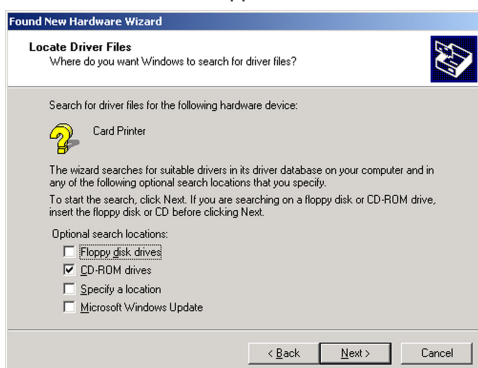 Found New Hardware Wizard
Locate Driver Files
Where do you want Windows to search for driver files?
Search for driver files for the following hardware device:
Card Printer
The wizard searches for suitable drivers in its driver database on your computer and in
any of the following optional search locations that you specify.
To start the search, click Next. If you are searching on a floppy disk or CD-ROM drive,
insert the floppy disk or CD before clicking Next.
Optional search locations:
Floppy disk drives
CD-ROM drives
Specify a location
Microsoft Windows Update
< Back Next > Cancel